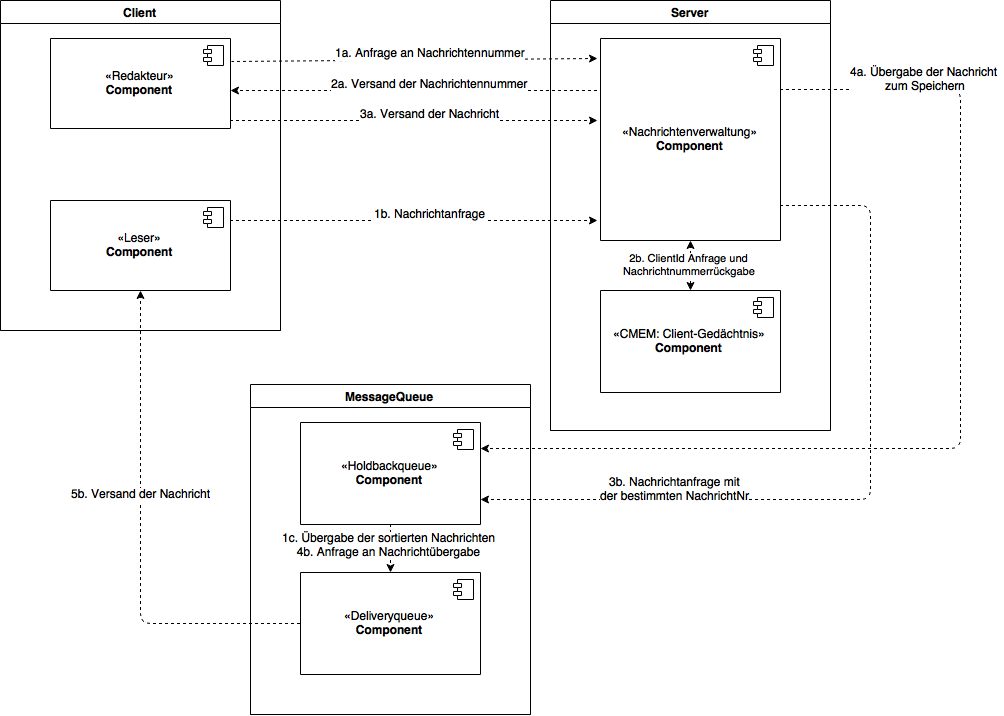 Client
Server
«Redakteur»
Component
1a. Anfrage an Nachrichtennummer
2a. Versand der Nachrichtennummer
3a. Versand der Nachricht
«Nachrichtenverwaltung»
Component
4a. Übergabe der Nachricht
zum Speichern
«Leser»
Component
1b. Nachrichtanfrage
2b. ClientId Anfrage und
Nachrichtnummerrückgabe
«CMEM: Client-Gedächtnis»
Component
MessageQueue
«Holdbackqueue»
Component
3b. Nachrichtanfrage mit
der bestimmten NachrichtNr
5b. Versand der Nachricht
1c. Übergabe der sortierten Nachrichten
4b. Anfrage an Nachrichtübergabe
«Deliveryqueue»
Component